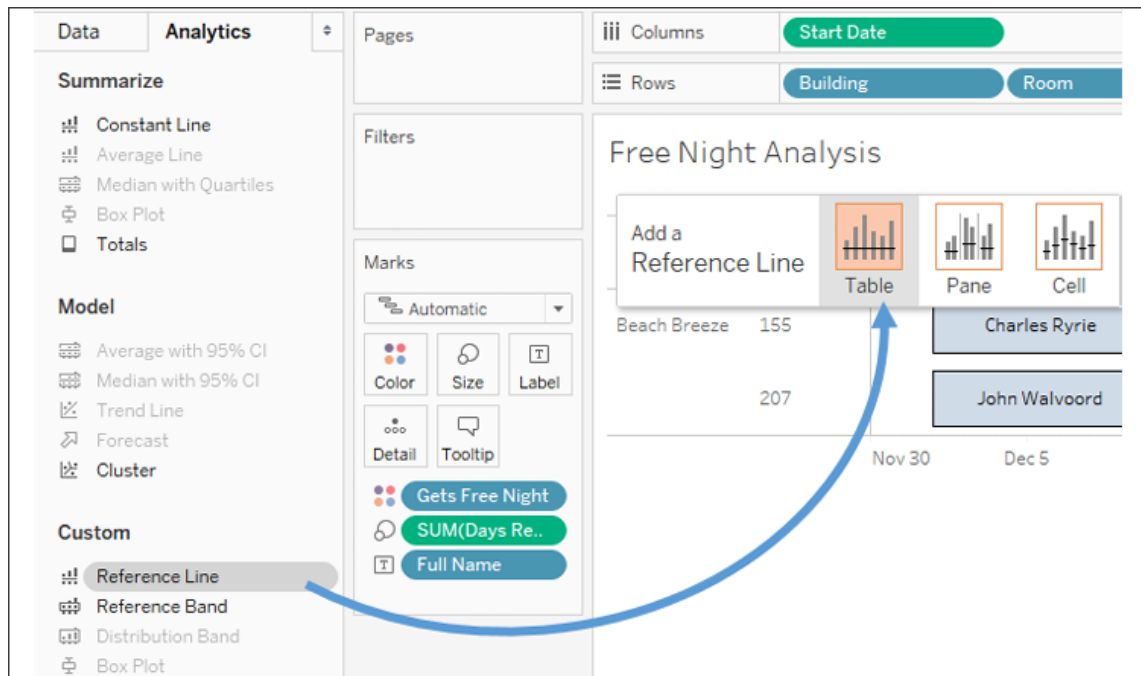 Data
Analytics
Summarize
Constant Line
Average Line
Median with Quartiles
Box Plot
Totals
Model
Average with 95% CI
Median with 95% CI
Trend Line
Forecast
Cluster
Custom
Reference Line
Reference Band
Distribution Band
Box Plot
Pages
Filters
Marks
Automatic
Color
Size
Label
Detail
Tooltip
Gets Free Night
SUM(Days Re..
Full Name
Columns
Start Date
Rows
Building
Room
Free Night Analysis
Add a
Reference Line
Table
Pane
Cell
Beach Breeze
155
Charles Ryrie
207
John Walvoord
Nov 30
Dec 5